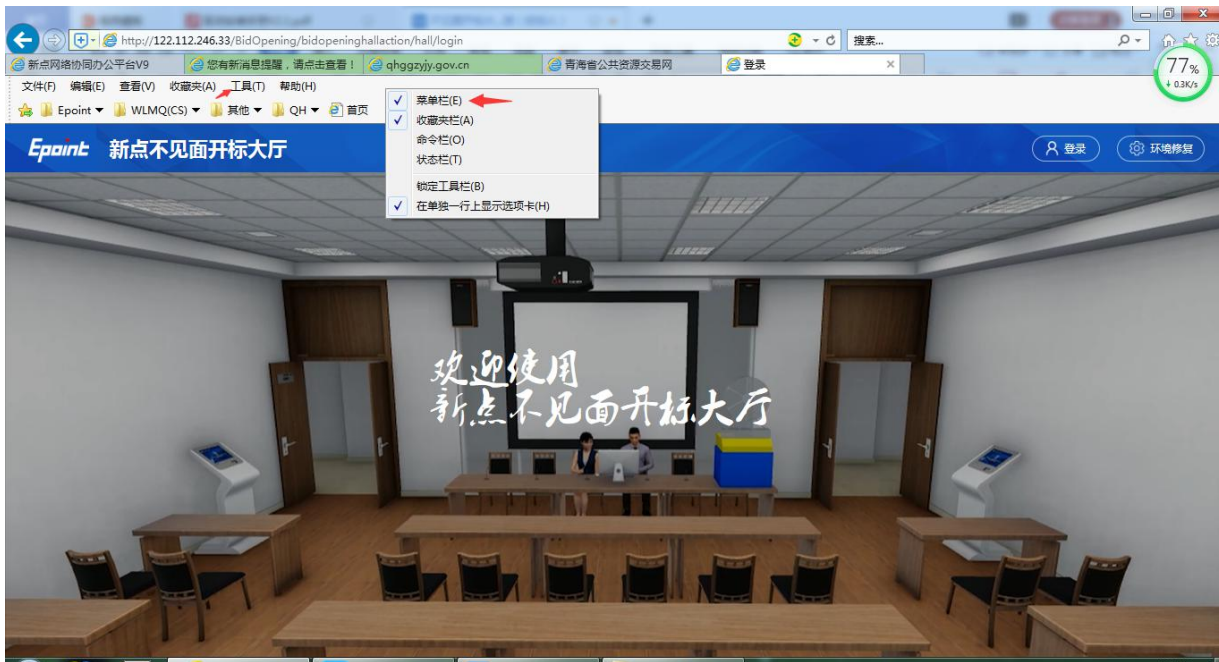 http://122.112.246.33/BidOpening/bidopeninghallaction/hall/login
搜索...
新点网络协同办公平台V9
您有新消息提醒，请点击查看！
qhggzyjy.gov.cn
青海省公共资源交易网
登录
77%
0.3K/s
文件(F) 编辑(E) 查看(V) 收藏夹(A) 工具(T) 帮助(H)
Epoint WLMQ(CS) 其他 QH 首页
菜单栏(E)
收藏夹栏(A)
命令栏(O)
状态栏(T)
锁定工具栏(B)
在单独一行上显示选项卡(H)
Epoint 新点不见面开标大厅
登录
环境修复
欢迎使用
新点不见面开标大厅